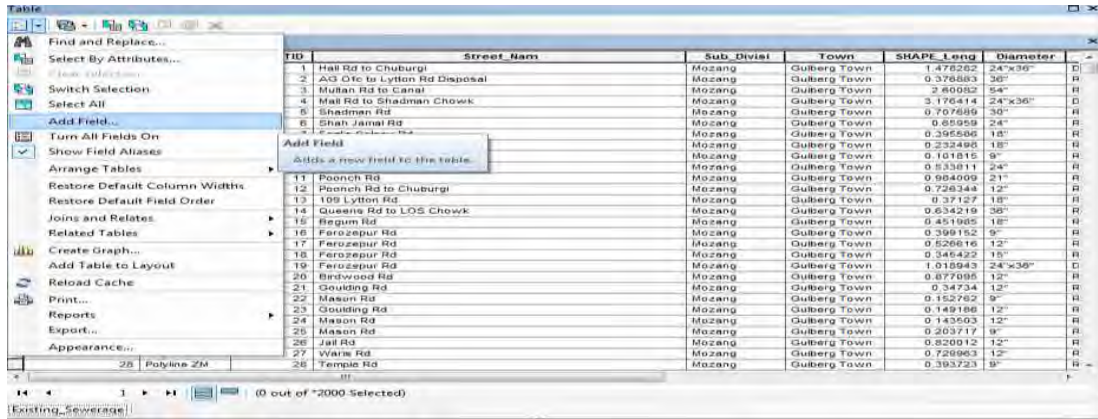 Table
Find and Replace...
Select By Attributes...
Clear Selection
Switch Selection
Select All
Add Field...
Turn All Fields On
Show Field Aliases
Arrange Tables
Restore Default Column Widths
Restore Default Field Order
Joins and Relates
Related Tables
Create Graph...
Add Table to Layout
Reload Cache
Print...
Reports
Export...
Appearance...
Add Field
Adds a new field to the table.
TID Street_Nam Sub_Divisi Town SHAPE_Leng Diameter
1 Hall Rd to Chuburgi Mozang Gulberg Town 1.478262 24"x36" D
2 AG Ofc to Lytton Rd Disposal Mozang Gulberg Town 0.376883 36" R
3 Multan Rd to Canal Mozang Gulberg Town 2.60082 54" R
4 Mall Rd to Shadman Chowk Mozang Gulberg Town 3.176414 24"x36" D
5 Shadman Rd Mozang Gulberg Town 0.707689 30" R
6 Shah Jamal Rd Mozang Gulberg Town 0.65959 24" R
Mozang Gulberg Town 0.395586 18" R
Mozang Gulberg Town 0.232498 18" R
Mozang Gulberg Town 0.101815 9" R
Mozang Gulberg Town 0.533811 24" R
11 Poonch Rd Mozang Gulberg Town 0.984009 21" R
12 Poonch Rd to Chuburgi Mozang Gulberg Town 0.726344 12" R
13 109 Lytton Rd Mozang Gulberg Town 0.37127 18" R
14 Queens Rd to LOS Chowk Mozang Gulberg Town 0.634219 36" R
15 Begum Rd Mozang Gulberg Town 0.451985 18" R
16 Ferozepur Rd Mozang Gulberg Town 0.399152 9" R
17 Ferozepur Rd Mozang Gulberg Town 0.526616 12" R
18 Ferozepur Rd Mozang Gulberg Town 0.345422 15" R
19 Ferozepur Rd Mozang Gulberg Town 1.015943 24"x36" D
20 Birdwood Rd Mozang Gulberg Town 0.877095 12" R
21 Goulding Rd Mozang Gulberg Town 0.34734 12" R
22 Mason Rd Mozang Gulberg Town 0.152762 9" R
23 Goulding Rd Mozang Gulberg Town 0.149186 12" R
24 Mason Rd Mozang Gulberg Town 0.143503 12" R
25 Mason Rd Mozang Gulberg Town 0.203717 9" R
26 Jail Rd Mozang Gulberg Town 0.820012 12" R
27 Waris Rd Mozang Gulberg Town 0.728963 12" R
28 Polyline ZM 28 Temple Rd Mozang Gulberg Town 0.393723 9" R
1 (0 out of *2000 Selected)
Existing_Sewerage